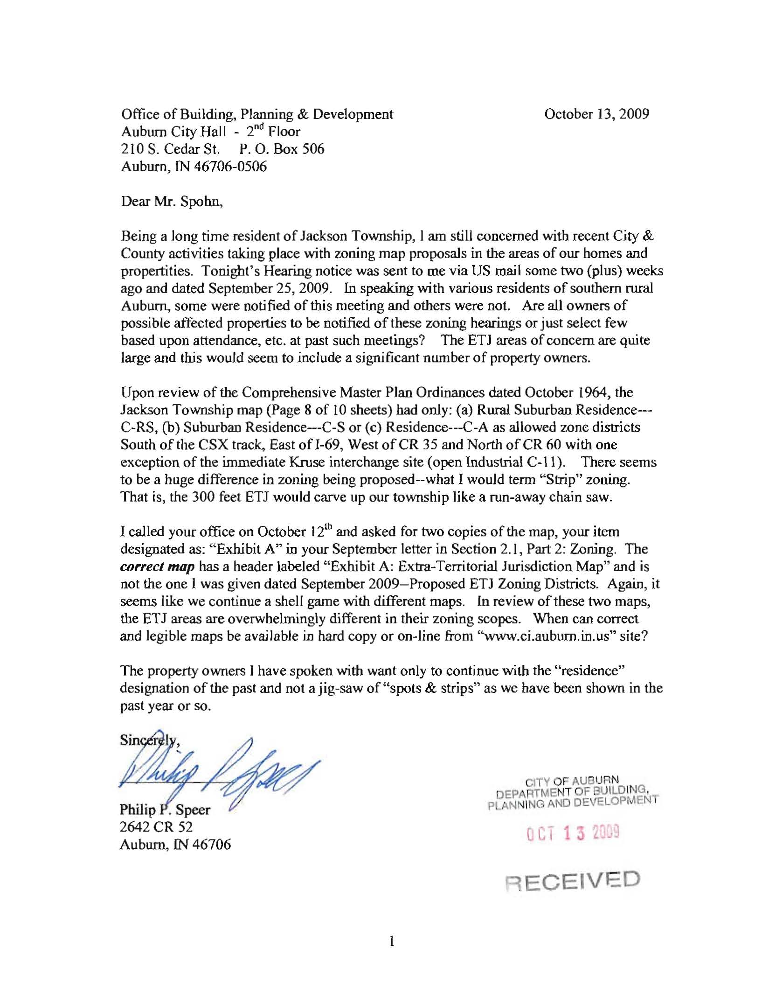 Office of Building, Planning & Development October 13, 2009
Auburn City Hall - 2nd Floor
210 S. Cedar St. P. O. Box 506
Auburn, IN 46706-0506
Dear Mr. Spohn,
Being a long time resident of Jackson Township, I am still concerned with recent City &
County activities taking place with zoning map proposals in the areas of our homes and
propertities. Tonight's Hearing notice was sent to me via US mail some two (plus) weeks
ago and dated September 25, 2009. In speaking with various residents of southern rural
Auburn, some were notified of this meeting and others were not. Are all owners of
possible affected properties to be notified of these zoning hearings or just select few
based upon attendance, etc. at past such meetings? The ETJ areas of concern are quite
large and this would seem to include a significant number of property owners.
Upon review of the Comprehensive Master Plan Ordinances dated October 1964, the
Jackson Township map (Page 8 of 10 sheets) had only: (a) Rural Suburban Residence---
C-RS, (b) Suburban Residence---C-S or (c) Residence---C-A as allowed zone districts
South of the CSX track, East of I-69, West of CR 35 and North of CR 60 with one
exception of the immediate Kruse interchange site (open Industrial C-11). There seems
to be a huge difference in zoning being proposed--what I would term “Strip” zoning.
That is, the 300 feet ETJ would carve up our township like a run-away chain saw.
I called your office on October 12th and asked for two copies of the map, your item
designated as: “Exhibit A” in your September letter in Section 2.1, Part 2: Zoning. The
correct map has a header labeled “Exhibit A: Extra-Territorial Jurisdiction Map” and is
not the one I was given dated September 2009–Proposed ETJ Zoning Districts. Again, it
seems like we continue a shell game with different maps. In review of these two maps,
the ETJ areas are overwhelmingly different in their zoning scopes. When can correct
and legible maps be available in hard copy or on-line from “www.ci.auburn.in.us” site?
The property owners I have spoken with want only to continue with the “residence”
designation of the past and not a jig-saw of “spots & strips” as we have been shown in the
past year or so.
Sincerely,
Philip P Speer
Philip P. Speer
2642 CR 52
Auburn, IN 46706
CITY OF AUBURN
DEPARTMENT OF BUILDING,
PLANNING AND DEVELOPMENT
OCT 13 2009
RECEIVED
1